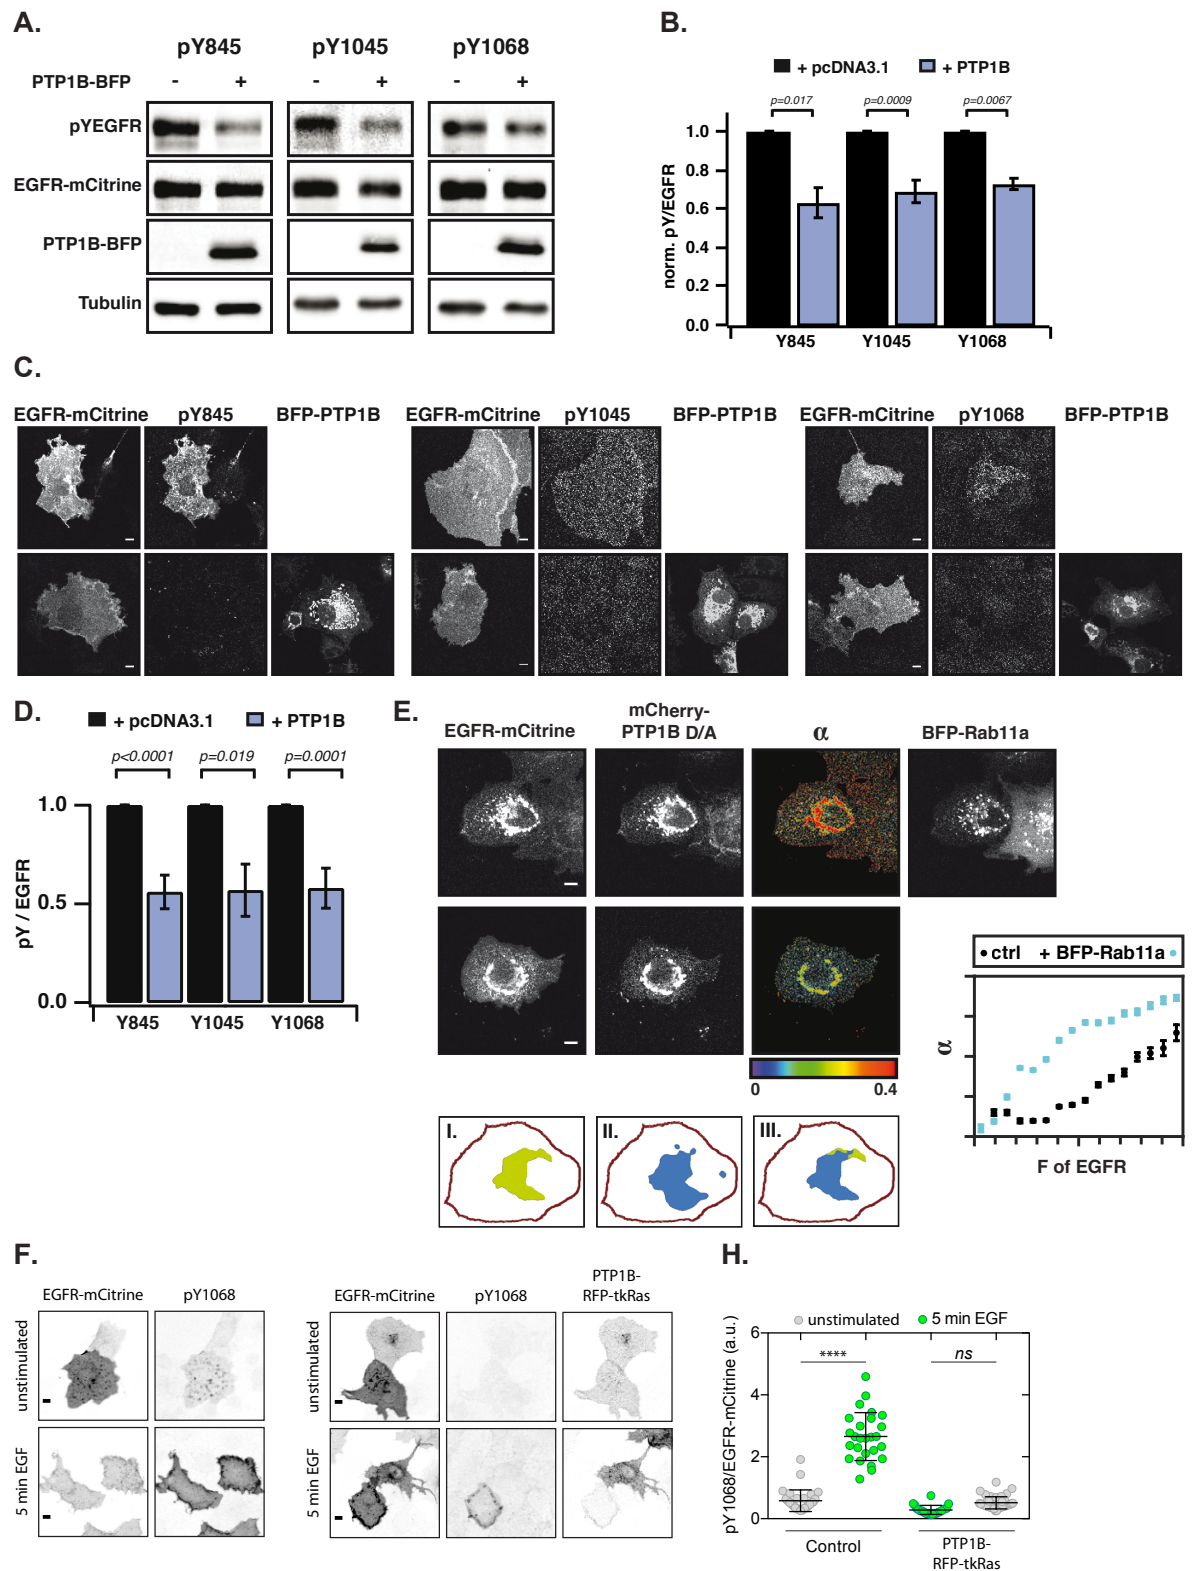 A.
pY845 pY1045 pY1068
PTP1B-BFP - + - + - +
pYEGFR
EGFR-mCitrine
PTP1B-BFP
Tubulin
B.
+ pcDNA3.1 + PTP1B
p=0.017 p=0.0009 p=0.0067
norm. pY/EGFR
1.0
0.8
0.6
0.4
0.2
0.0
Y845 Y1045 Y1068
C.
EGFR-mCitrine pY845 BFP-PTP1B EGFR-mCitrine pY1045 BFP-PTP1B EGFR-mCitrine pY1068 BFP-PTP1B
D.
+ pcDNA3.1 + PTP1B
p<0.0001 p=0.019 p=0.0001
pY / EGFR
1.0
0.5
0.0
Y845 Y1045 Y1068
E.
EGFR-mCitrine mCherry-PTP1B D/A α BFP-Rab11a
0 0.4
I. II. III.
ctrl + BFP-Rab11a
α
F of EGFR
F.
EGFR-mCitrine pY1068 EGFR-mCitrine pY1068 PTP1B-RFP-tkRas
unstimulated unstimulated
5 min EGF 5 min EGF
H.
unstimulated 5 min EGF
**** ns
pY1068/EGFR-mCitrine (a.u.)
6
4
2
0
Control PTP1B-RFP-tkRas